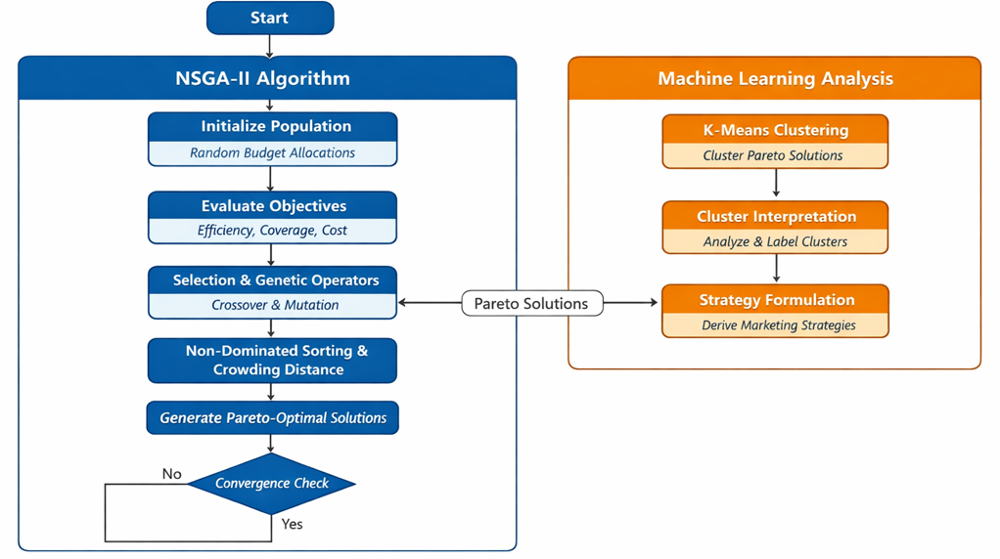 Start
NSGA-II Algorithm
Initialize Population
Random Budget Allocations
Evaluate Objectives
Efficiency, Coverage, Cost
Selection & Genetic Operators
Crossover & Mutation
Non-Dominated Sorting &
Crowding Distance
Generate Pareto-Optimal Solutions
Convergence Check
No
Yes
Pareto Solutions
Machine Learning Analysis
K-Means Clustering
Cluster Pareto Solutions
Cluster Interpretation
Analyze & Label Clusters
Strategy Formulation
Derive Marketing Strategies